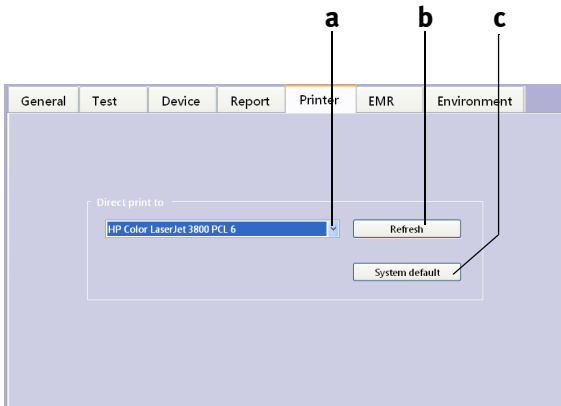 a b c
General Test Device Report Printer EMR Environment
Direct print to
HP Color LaserJet 3800 PCL 6 Refresh
System default